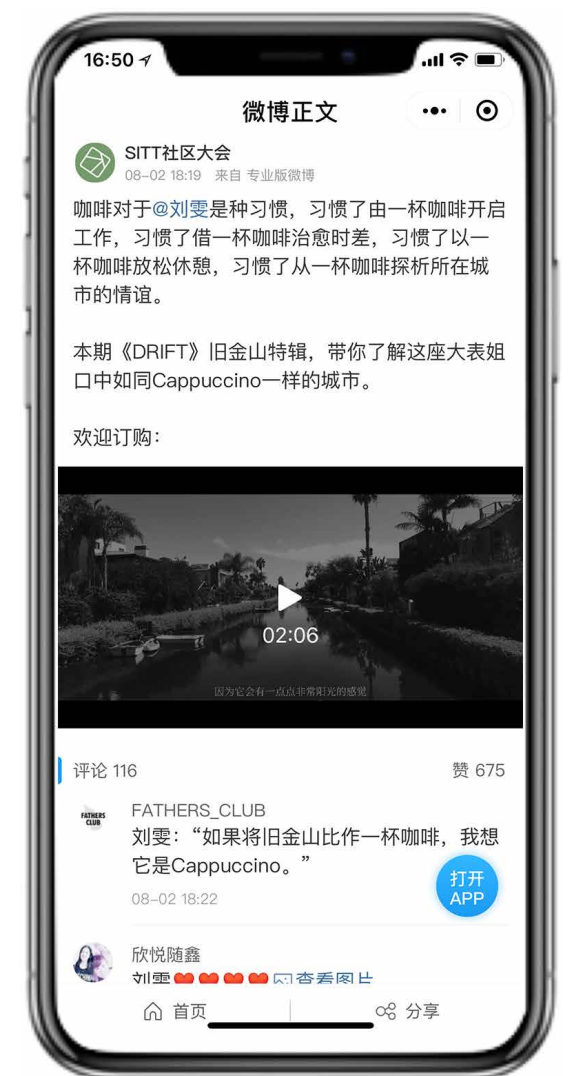 16:50
微博正文
SITT社区大会
08-02 18:19 来自 专业版微博
咖啡对于@刘雯是种习惯，习惯了由一杯咖啡开启
工作，习惯了借一杯咖啡治愈时差，习惯了以一
杯咖啡放松休憩，习惯了从一杯咖啡探析所在城
市的情谊。
本期《DRIFT》旧金山特辑，带你了解这座大表姐
口中如同Cappuccino一样的城市。
欢迎订购：
02:06
因为它会有一点点非常阳光的感觉
评论 116
赞 675
FATHERS
CLUB
FATHERS_CLUB
刘雯：“如果将旧金山比作一杯咖啡，我想
它是Cappuccino。”
08-02 18:22
打开
APP
欣悦随鑫
刘雯❤️❤️❤️❤️查看图片
首页
分享